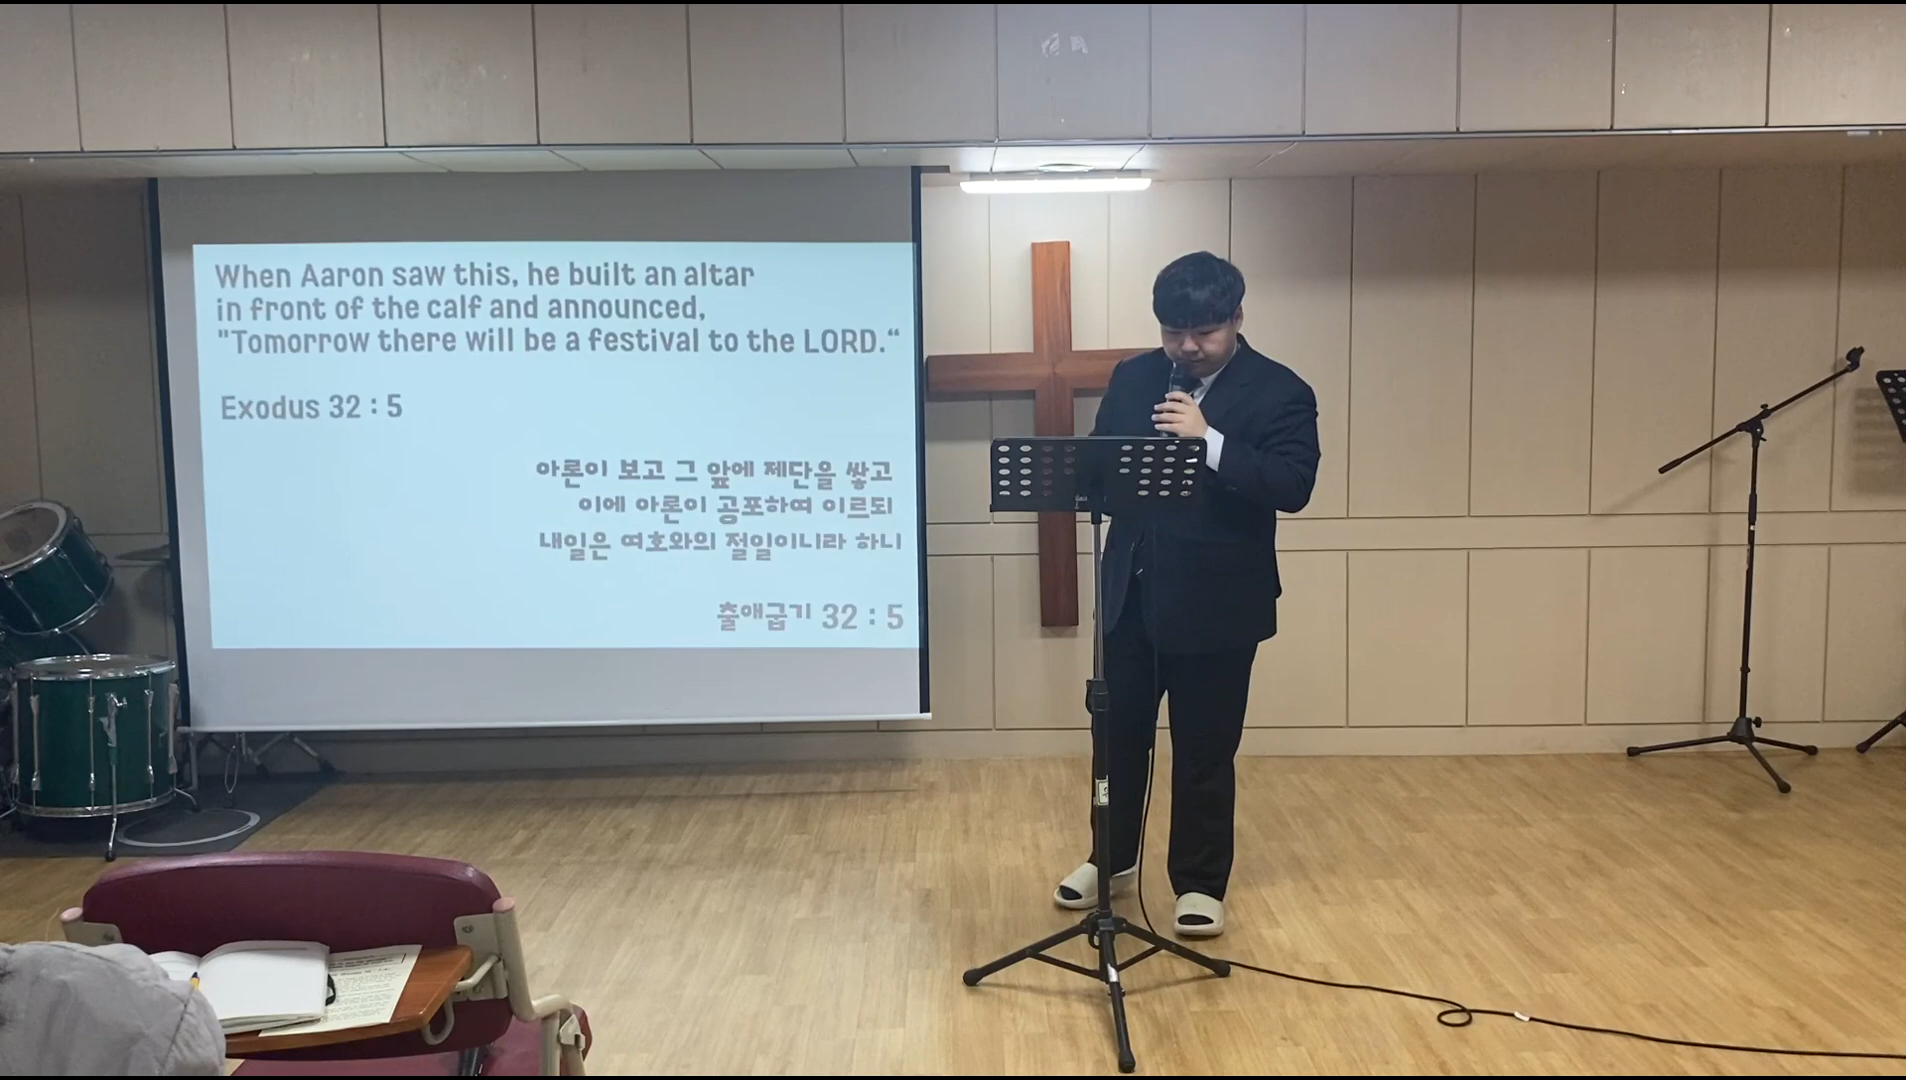 When Aaron saw this, he built an altar
in front of the calf and announced,
"Tomorrow there will be a festival to the LORD.“
Exodus 32 : 5
아론이 보고 그 앞에 제단을 쌓고
이에 아론이 공포하여 이르되
내일은 여호와의 절일이니라 하니
출애굽기 32 : 5